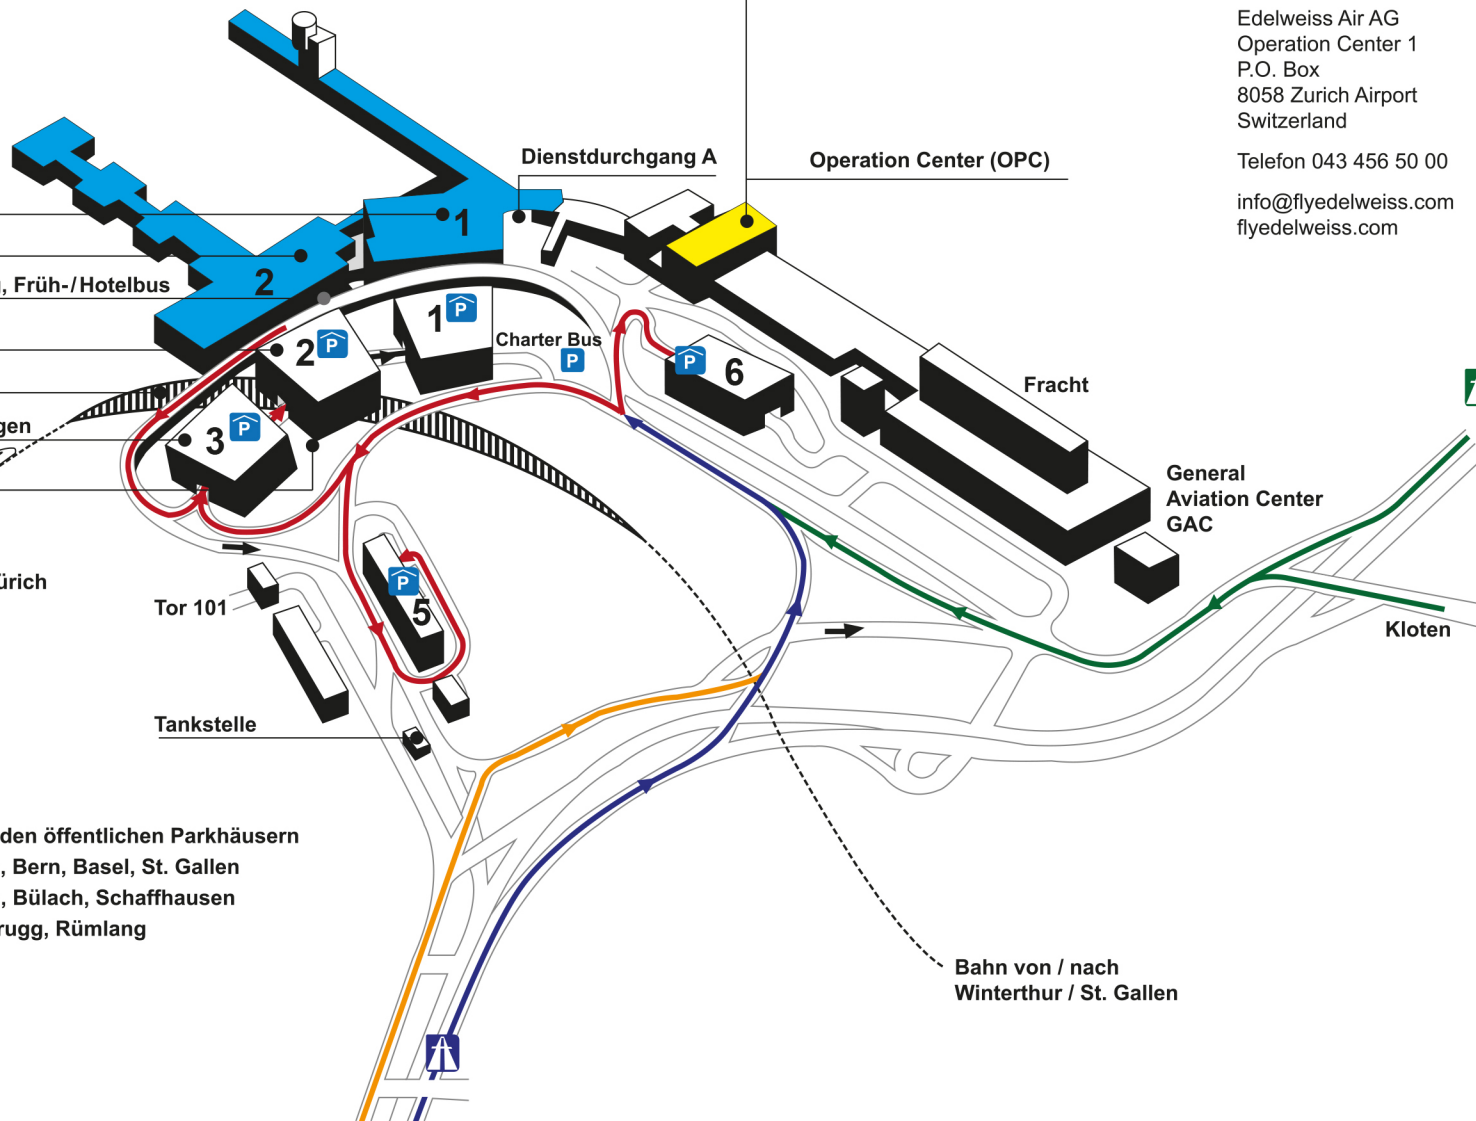 Edelweiss Air AG
Operation Center 1
P.O. Box
8058 Zurich Airport
Switzerland
Telefon 043 456 50 00
info@flyedelweiss.com
flyedelweiss.com
Dienstdurchgang A
Operation Center (OPC)
1
2
, Früh-/Hotelbus
1 P
2 P
Charter Bus
P
P 6
3 P
gen
Fracht
General
Aviation Center
GAC
Kloten
P
5
ürich
Tor 101
Tankstelle
den öffentlichen Parkhäusern
, Bern, Basel, St. Gallen
, Bülach, Schaffhausen
rugg, Rümlang
Bahn von / nach
Winterthur / St. Gallen